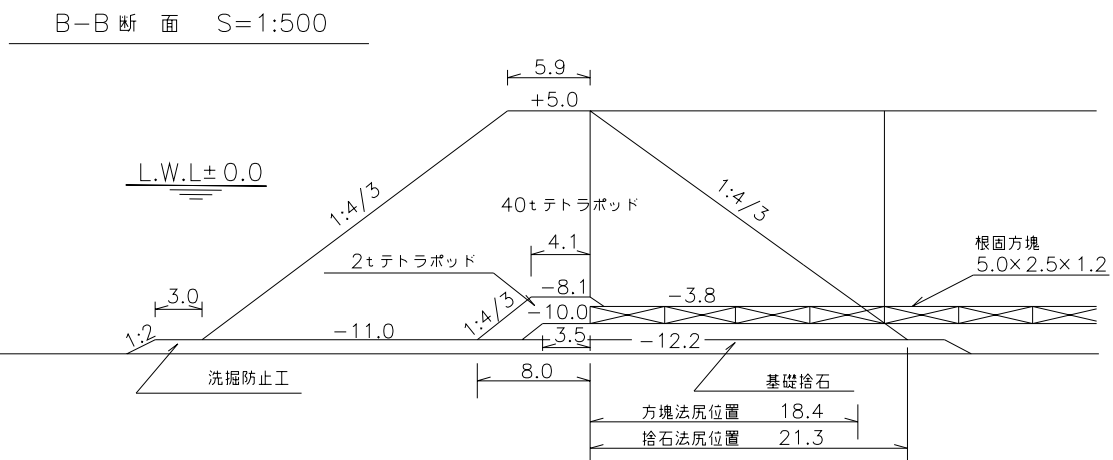 B-B断 面 S=1:500
5.9
+5.0
L.W.L± 0.0
1:4/3
1:4/3
40tテトラポッド
4.1
2tテトラポッド
根固方塊
5.0×2.5×1.2
3.0
-8.1
-3.8
-10.0
1:4/3
1:2
-11.0
3.5
-12.2
洗掘防止工
8.0
基礎捨石
方塊法尻位置 18.4
捨石法尻位置 21.3